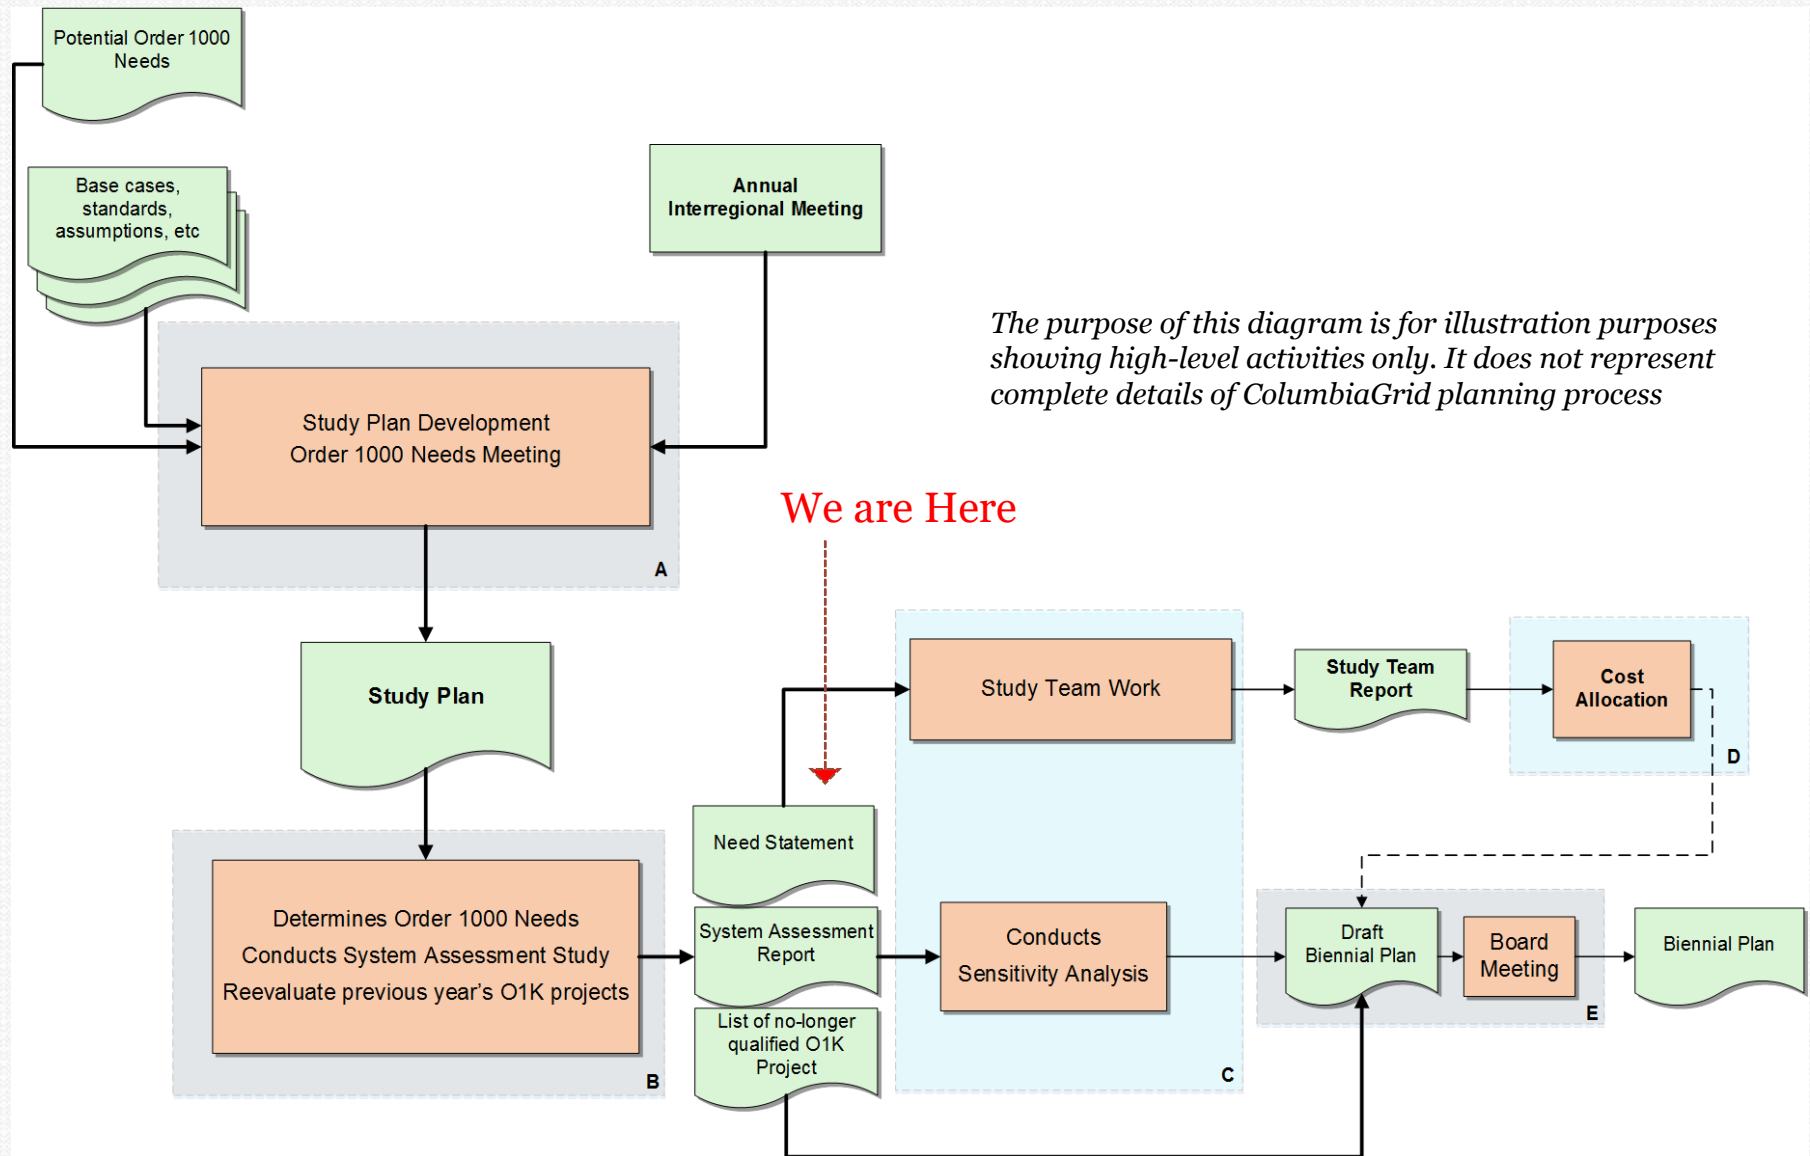 Potential Order 1000
Needs
Base cases,
standards,
assumptions, etc
Annual
Interregional Meeting
The purpose of this diagram is for illustration purposes
showing high-level activities only. It does not represent
complete details of ColumbiaGrid planning process
Study Plan Development
Order 1000 Needs Meeting
A
We are Here
Study Plan
Study Team Work
Study Team
Report
Cost
Allocation
D
Need Statement
Determines Order 1000 Needs
Conducts System Assessment Study
Reevaluate previous year's O1K projects
B
System Assessment
Report
Conducts
Sensitivity Analysis
List of no-longer
qualified O1K
Project
C
Draft
Biennial Plan
Board
Meeting
E
Biennial Plan